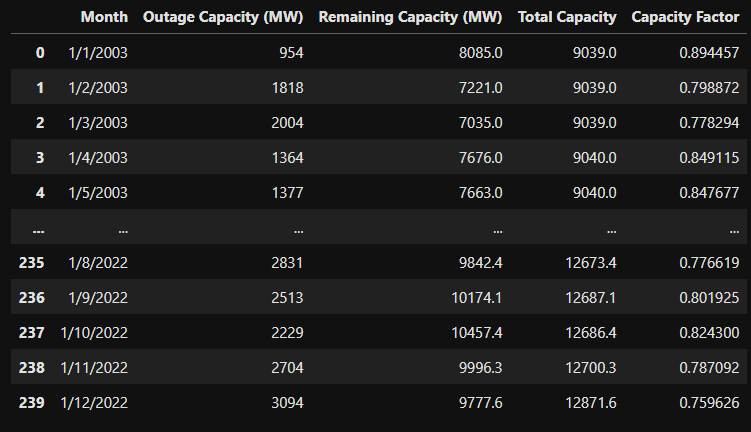 Month Outage Capacity (MW) Remaining Capacity (MW) Total Capacity Capacity Factor
0 1/1/2003 954 8085.0 9039.0 0.894457
1 1/2/2003 1818 7221.0 9039.0 0.798872
2 1/3/2003 2004 7035.0 9039.0 0.778294
3 1/4/2003 1364 7676.0 9040.0 0.849115
4 1/5/2003 1377 7663.0 9040.0 0.847677
... ... ... ... ... ...
235 1/8/2022 2831 9842.4 12673.4 0.776619
236 1/9/2022 2513 10174.1 12687.1 0.801925
237 1/10/2022 2229 10457.4 12686.4 0.824300
238 1/11/2022 2704 9996.3 12700.3 0.787092
239 1/12/2022 3094 9777.6 12871.6 0.759626